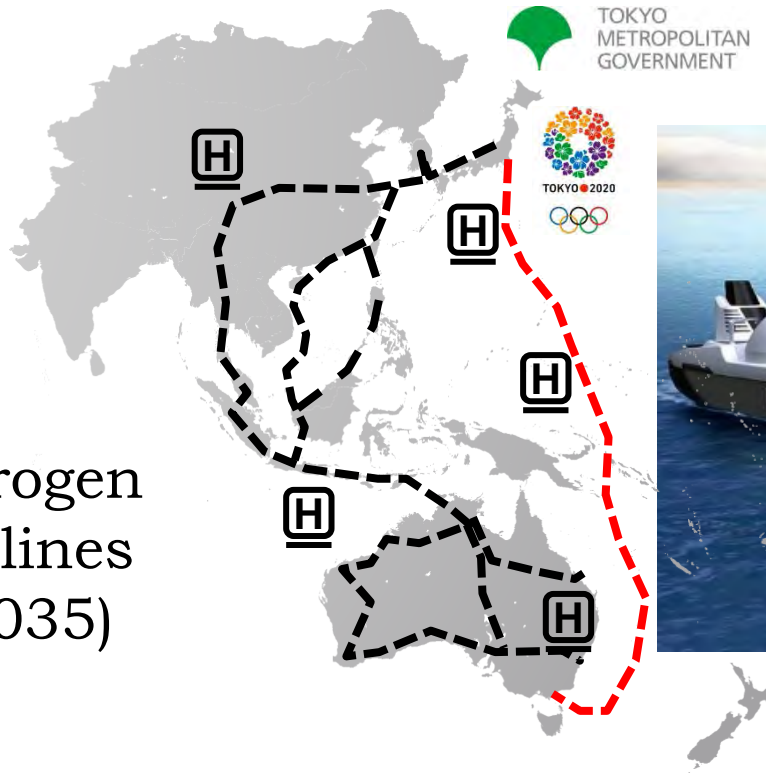 TOKYO
METROPOLITAN
GOVERNMENT
TOKYO 2020
H
H
H
H
H
rogen
lines
035)